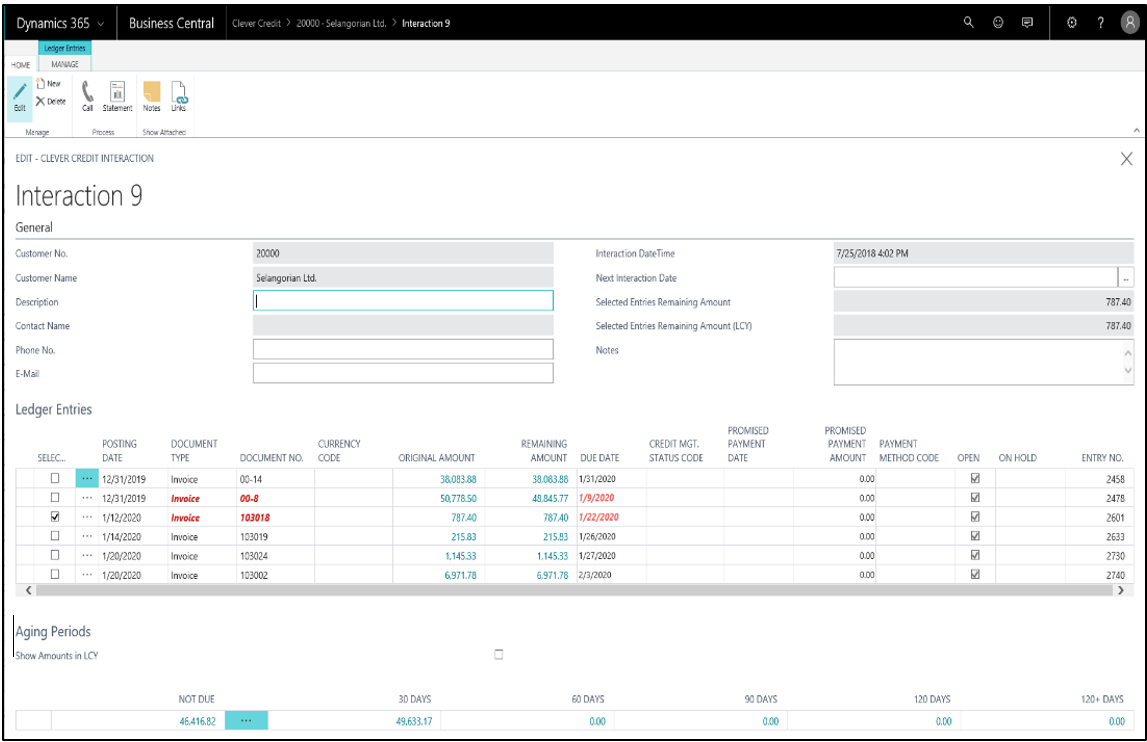 Dynamics 365 Business Central Clever Credit > 20000 - Selangorian Ltd. > Interaction 9 ?
Ledger Entries
HOME MANAGE
Edit New Delete Call Statement Notes Links
Manage Process Show Attached
EDIT - CLEVER CREDIT INTERACTION
Interaction 9
General
Customer No. 20000 Interaction DateTime 7/25/2018 4:02 PM
Customer Name Selangorian Ltd. Next Interaction Date ...
Description Selected Entries Remaining Amount 787.40
Contact Name Selected Entries Remaining Amount (LCY) 787.40
Phone No. Notes
E-Mail
Ledger Entries
SELEC... POSTING DATE DOCUMENT TYPE DOCUMENT NO. CURRENCY CODE ORIGINAL AMOUNT REMAINING AMOUNT DUE DATE CREDIT MGT. STATUS CODE PROMISED PAYMENT DATE PROMISED PAYMENT AMOUNT PAYMENT METHOD CODE OPEN ON HOLD ENTRY NO.
... 12/31/2019 Invoice 00-14 38,083.88 38,083.88 1/31/2020 0.00 2458
... 12/31/2019 Invoice 00-8 50,778.50 48,845.77 1/9/2020 0.00 2478
... 1/12/2020 Invoice 103018 787.40 787.40 1/22/2020 0.00 2601
... 1/14/2020 Invoice 103019 215.83 215.83 1/26/2020 0.00 2633
... 1/20/2020 Invoice 103024 1,145.33 1,145.33 1/27/2020 0.00 2730
... 1/20/2020 Invoice 103002 6,971.78 6,971.78 2/3/2020 0.00 2740
Aging Periods
Show Amounts in LCY
NOT DUE 30 DAYS 60 DAYS 90 DAYS 120 DAYS 120+ DAYS
46,416.82 ... 49,633.17 0.00 0.00 0.00 0.00